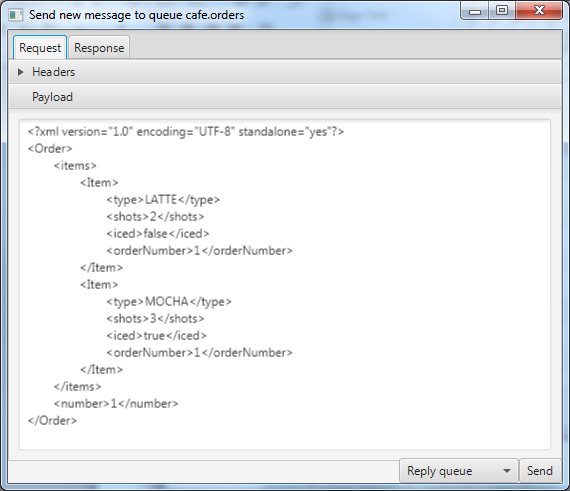 Send new message to queue cafe.orders
Request Response
Headers
Payload
<?xml version="1.0" encoding="UTF-8" standalone="yes"?>
<Order>
    <items>
        <Item>
            <type>LATTE</type>
            <shots>2</shots>
            <iced>false</iced>
            <orderNumber>1</orderNumber>
        </Item>
        <Item>
            <type>MOCHA</type>
            <shots>3</shots>
            <iced>true</iced>
            <orderNumber>1</orderNumber>
        </Item>
    </items>
    <number>1</number>
</Order>
Reply queue Send